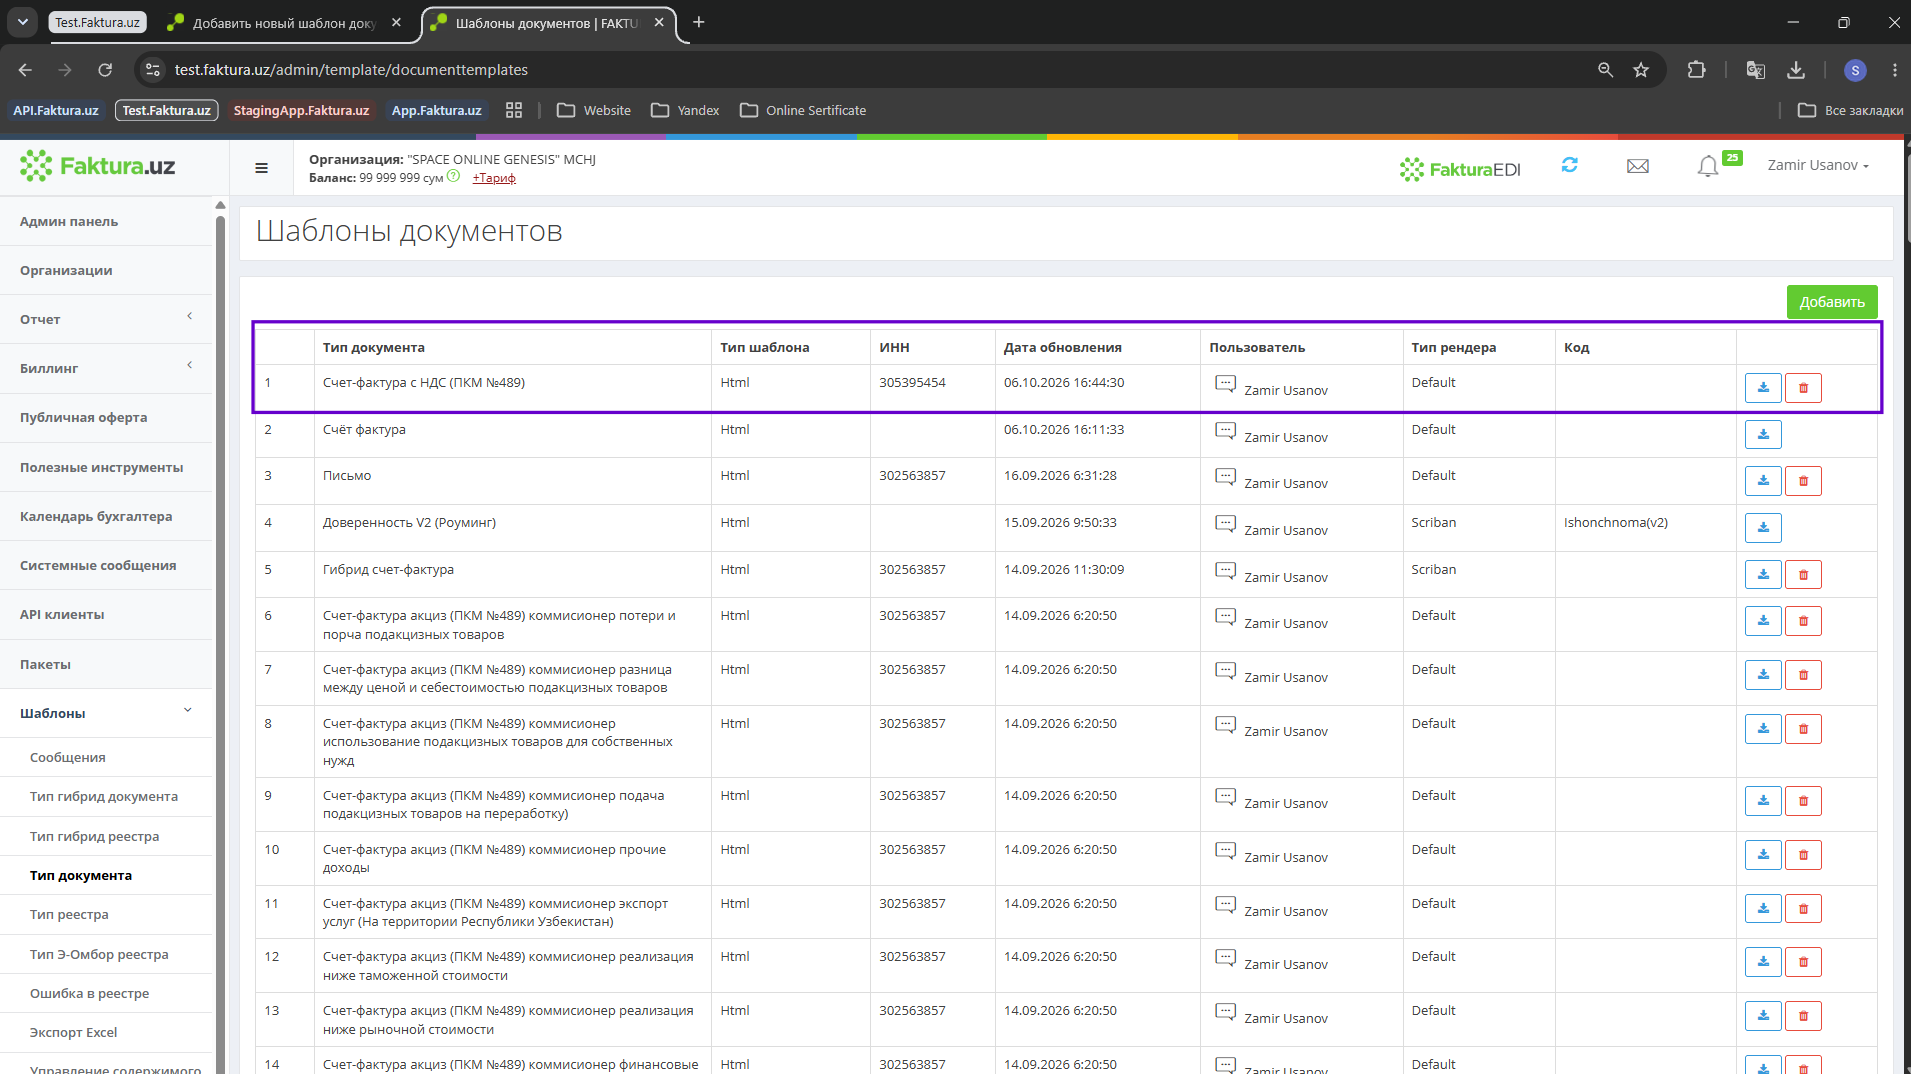 Test.Faktura.uz
Добавить новый шаблон доку
Шаблоны документов | FAKTU
test.faktura.uz/admin/template/documenttemplates
S
API.Faktura.uz
Test.Faktura.uz
StagingApp.Faktura.uz
App.Faktura.uz
Website
Yandex
Online Sertificate
Все закладки
Faktura.uz
Организация: "SPACE ONLINE GENESIS" MCHJ
Баланс: 99 999 999 сум +Тариф
FakturaEDI
25
Zamir Usanov
Админ панель
Организации
Отчет
Биллинг
Публичная оферта
Полезные инструменты
Календарь бухгалтера
Системные сообщения
API клиенты
Пакеты
Шаблоны
Сообщения
Тип гибрид документа
Тип гибрид реестра
Тип документа
Тип реестра
Тип Э-Омбор реестра
Ошибка в реестре
Экспорт Excel
Управление содержимого
Шаблоны документов
Добавить
Тип документа Тип шаблона ИНН Дата обновления Пользователь Тип рендера Код
1 Счет-фактура с НДС (ПКМ №489) Html 305395454 06.10.2026 16:44:30 Zamir Usanov Default
2 Счёт фактура Html 06.10.2026 16:11:33 Zamir Usanov Default
3 Письмо Html 302563857 16.09.2026 6:31:28 Zamir Usanov Default
4 Доверенность V2 (Роуминг) Html 15.09.2026 9:50:33 Zamir Usanov Scriban Ishonchnoma(v2)
5 Гибрид счет-фактура Html 302563857 14.09.2026 11:30:09 Zamir Usanov Scriban
6 Счет-фактура акциз (ПКМ №489) коммисионер потери и Html 302563857 14.09.2026 6:20:50 Zamir Usanov Default
порча подакцизных товаров
7 Счет-фактура акциз (ПКМ №489) коммисионер разница Html 302563857 14.09.2026 6:20:50 Zamir Usanov Default
между ценой и себестоимостью подакцизных товаров
8 Счет-фактура акциз (ПКМ №489) коммисионер Html 302563857 14.09.2026 6:20:50 Zamir Usanov Default
использование подакцизных товаров для собственных
нужд
9 Счет-фактура акциз (ПКМ №489) коммисионер подача Html 302563857 14.09.2026 6:20:50 Zamir Usanov Default
подакцизных товаров на переработку)
10 Счет-фактура акциз (ПКМ №489) коммисионер прочие Html 302563857 14.09.2026 6:20:50 Zamir Usanov Default
доходы
11 Счет-фактура акциз (ПКМ №489) коммисионер экспорт Html 302563857 14.09.2026 6:20:50 Zamir Usanov Default
услуг (На территории Республики Узбекистан)
12 Счет-фактура акциз (ПКМ №489) коммисионер реализация Html 302563857 14.09.2026 6:20:50 Zamir Usanov Default
ниже таможенной стоимости
13 Счет-фактура акциз (ПКМ №489) коммисионер реализация Html 302563857 14.09.2026 6:20:50 Zamir Usanov Default
ниже рыночной стоимости
14 Счет-фактура акциз (ПКМ №489) коммисионер финансовые Html 302563857 14.09.2026 6:20:50 Zamir Usanov Default